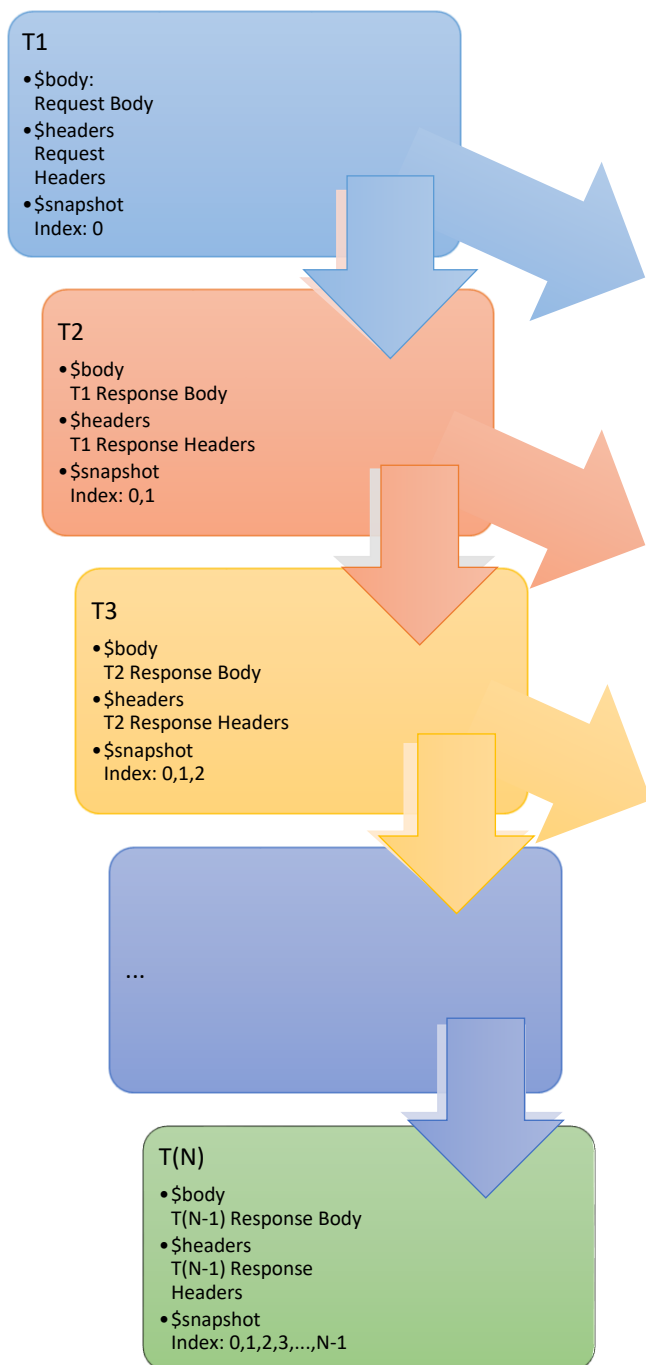 T1
•$body:
Request Body
•$headers
Request
Headers
•$snapshot
Index: 0
T2
•$body
T1 Response Body
•$headers
T1 Response Headers
•$snapshot
Index: 0,1
T3
•$body
T2 Response Body
•$headers
T2 Response Headers
•$snapshot
Index: 0,1,2
...
T(N)
•$body
T(N-1) Response Body
•$headers
T(N-1) Response
Headers
•$snapshot
Index: 0,1,2,3,...,N-1